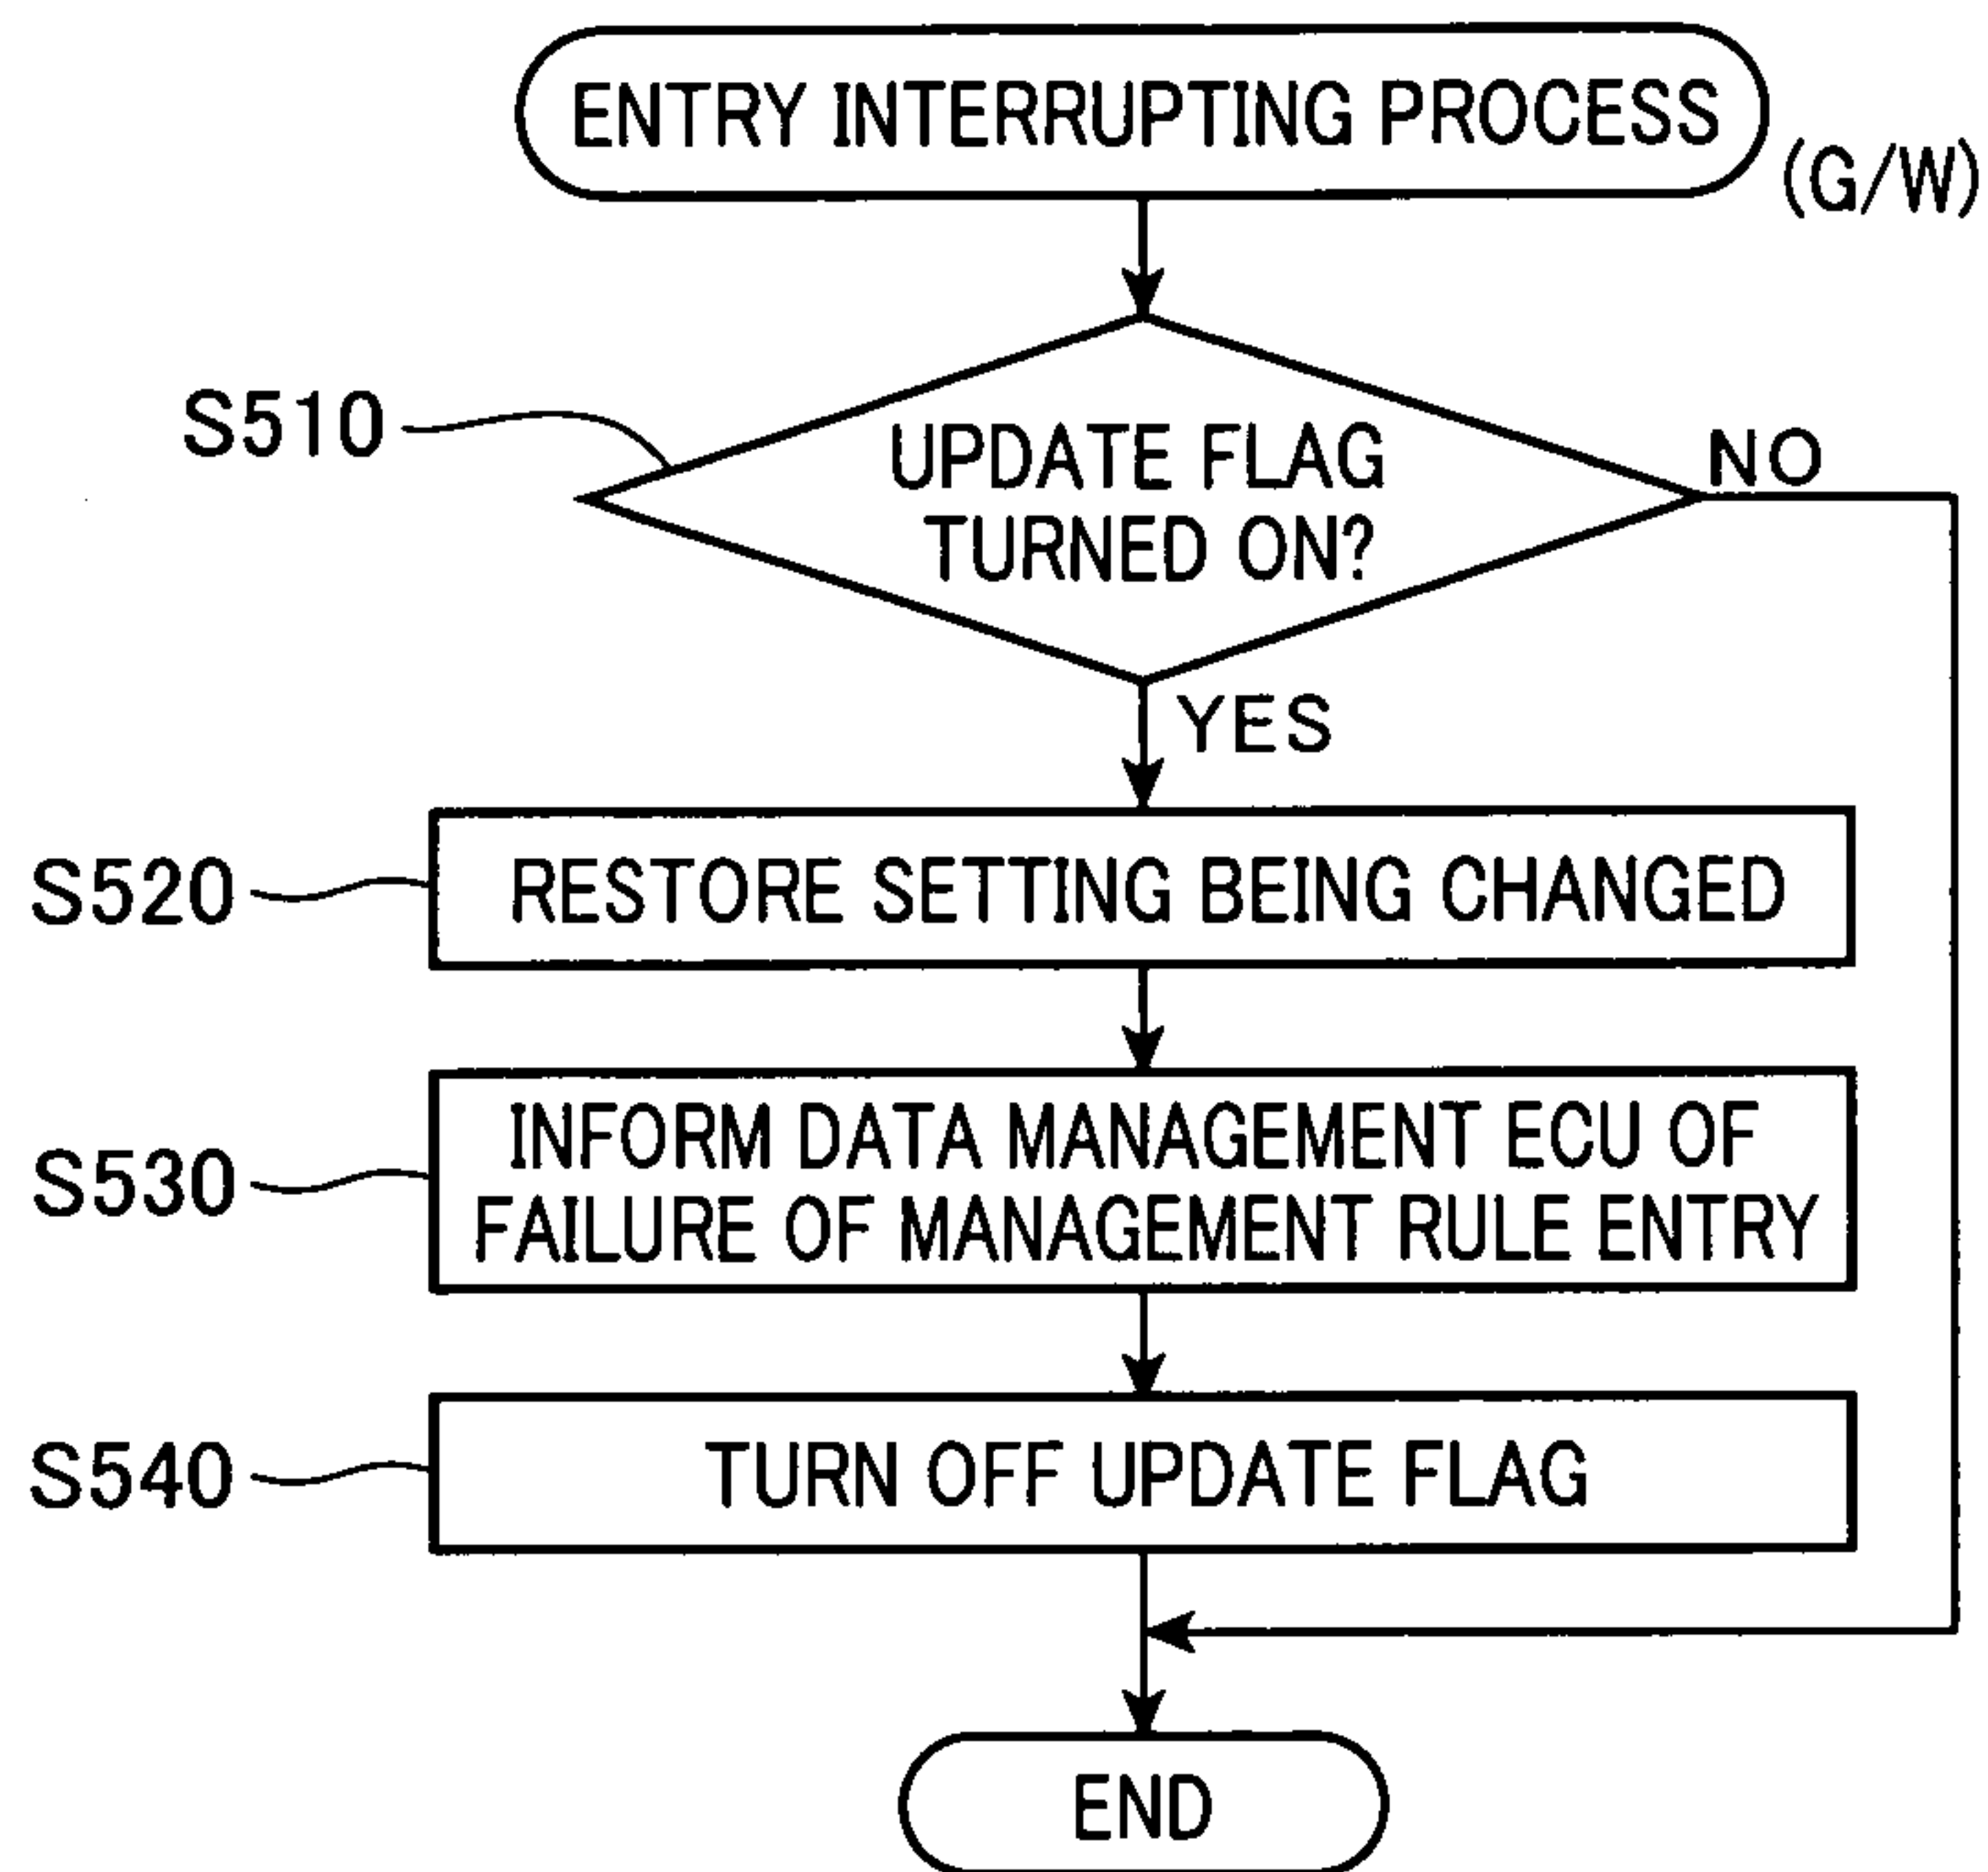 ENTRY INTERRUPTING PROCESS
(G/W)
S510
UPDATE FLAG
TURNED ON?
NO
YES
S520
RESTORE SETTING BEING CHANGED
S530
INFORM DATA MANAGEMENT ECU OF
FAILURE OF MANAGEMENT RULE ENTRY
S540
TURN OFF UPDATE FLAG
END